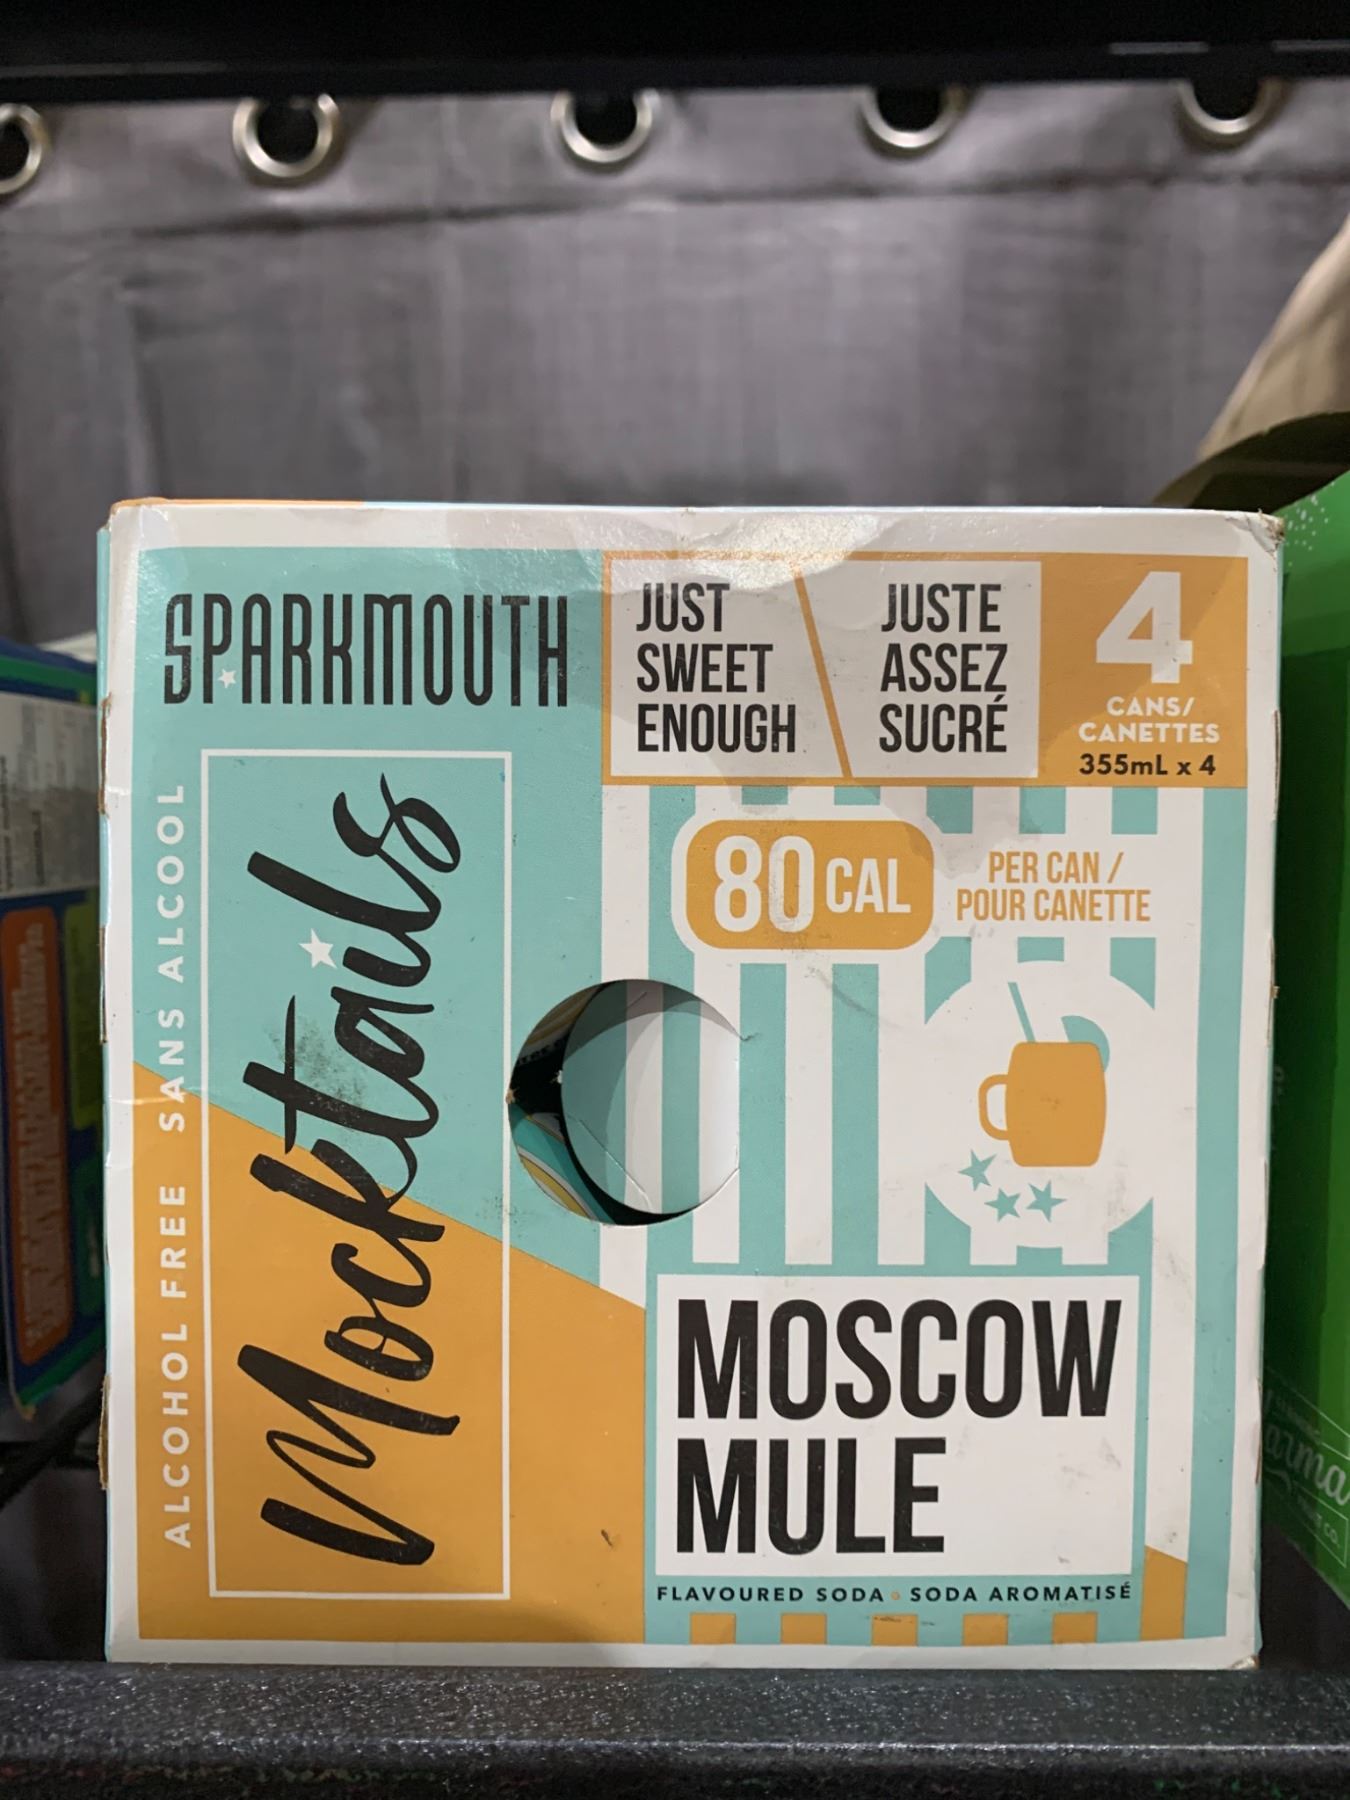 SPARKMOUTH
JUST
SWEET
ENOUGH
JUSTE
ASSEZ
SUCRÉ
4
CANS/
CANETTES
355mL x 4
80 CAL
PER CAN /
POUR CANETTE
Mocktails
ALCOHOL FREE SANS ALCOOL
MOSCOW
MULE
FLAVOURED SODA • SODA AROMATISÉ